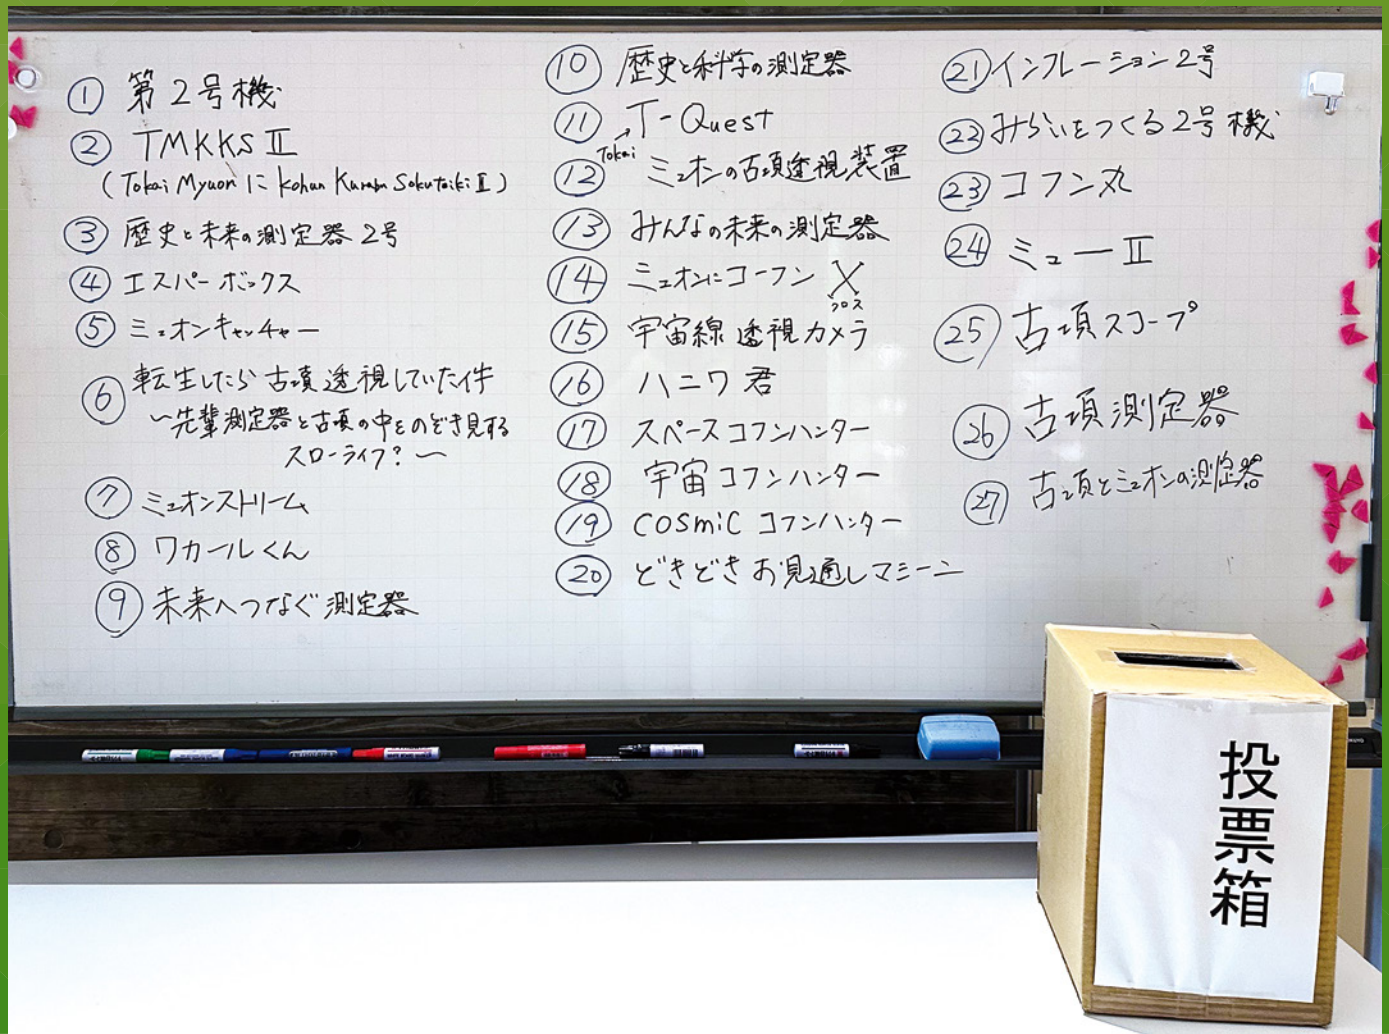 ① 第2号機
② TMKKSⅡ
(Tokai Myuon に kohun Kuraba Sokuteiki Ⅱ)
③ 歴史と未来の測定器2号
④ エスパーボックス
⑤ ミュオンキャッチャー
⑥ 転生したら古墳透視していた件
～先輩測定器と古墳の中をのぞき見する
スローライフ?～
⑦ ミュオンストリーム
⑧ ワカールくん
⑨ 未来へつなぐ測定器
⑩ 歴史と科学の測定器
⑪ T-Quest
Tokai
⑫ ミュオンの古墳透視装置
⑬ みんなの未来の測定器
⑭ ミュオンにコーフン X
クロス
⑮ 宇宙線透視カメラ
⑯ ハニワ君
⑰ スペースコフンハンター
⑱ 宇宙コフンハンター
⑲ cosmic コフンハンター
⑳ どきどきお見通しマシーン
㉑ インフレーション2号
㉒ みらいをつくる2号機
㉓ コフン丸
㉔ ミューⅡ
㉕ 古墳スコープ
㉖ 古墳測定器
㉗ 古墳とミュオンの測定器
投票箱